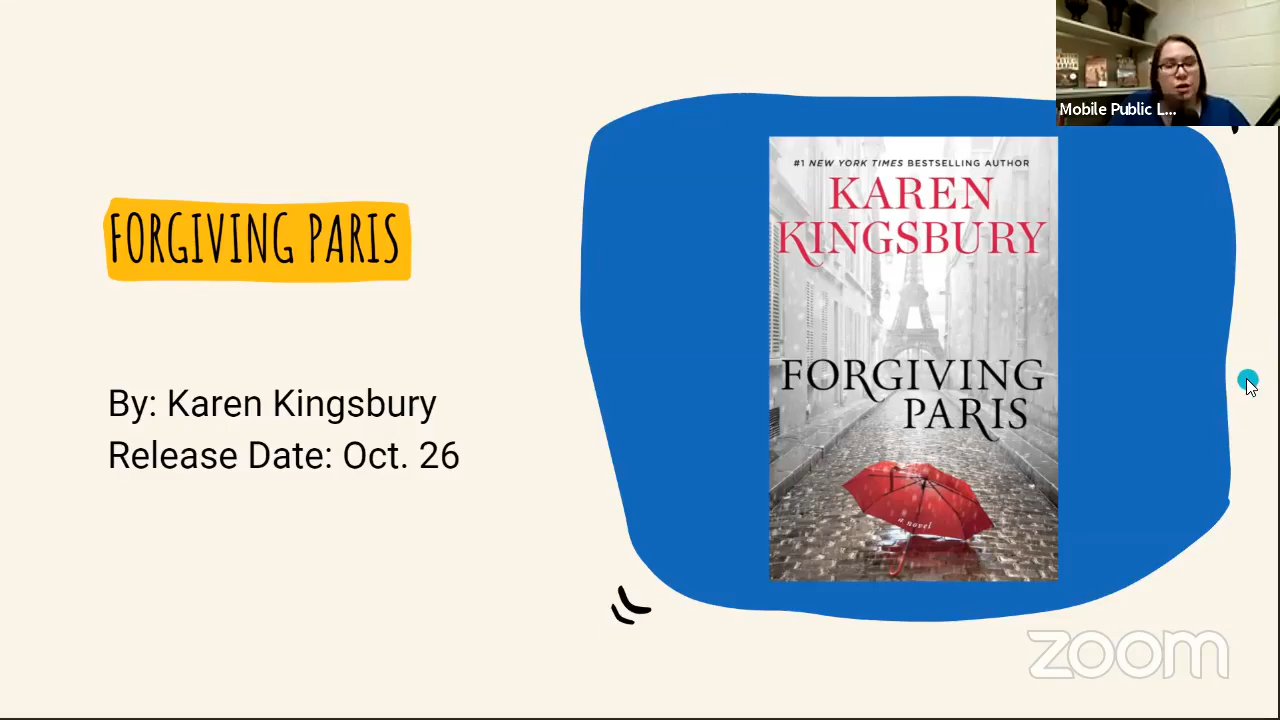 FORGIVING PARIS
By: Karen Kingsbury
Release Date: Oct. 26
#1 NEW YORK TIMES BESTSELLING AUTHOR
KAREN
KINGSBURY
FORGIVING
PARIS
a novel
Mobile Public L...
zoom